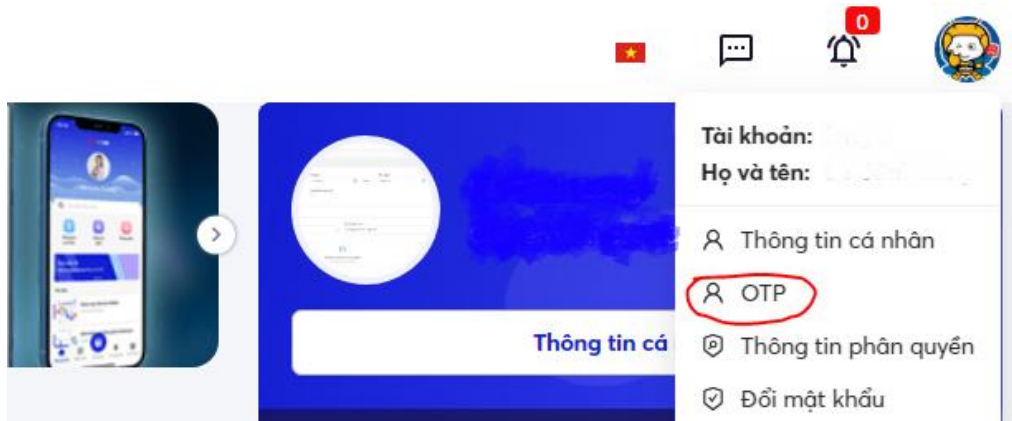 0
Tài khoản:
Họ và tên:
Thông tin cá nhân
OTP
Thông tin cá
Thông tin phân quyền
Đổi mật khẩu